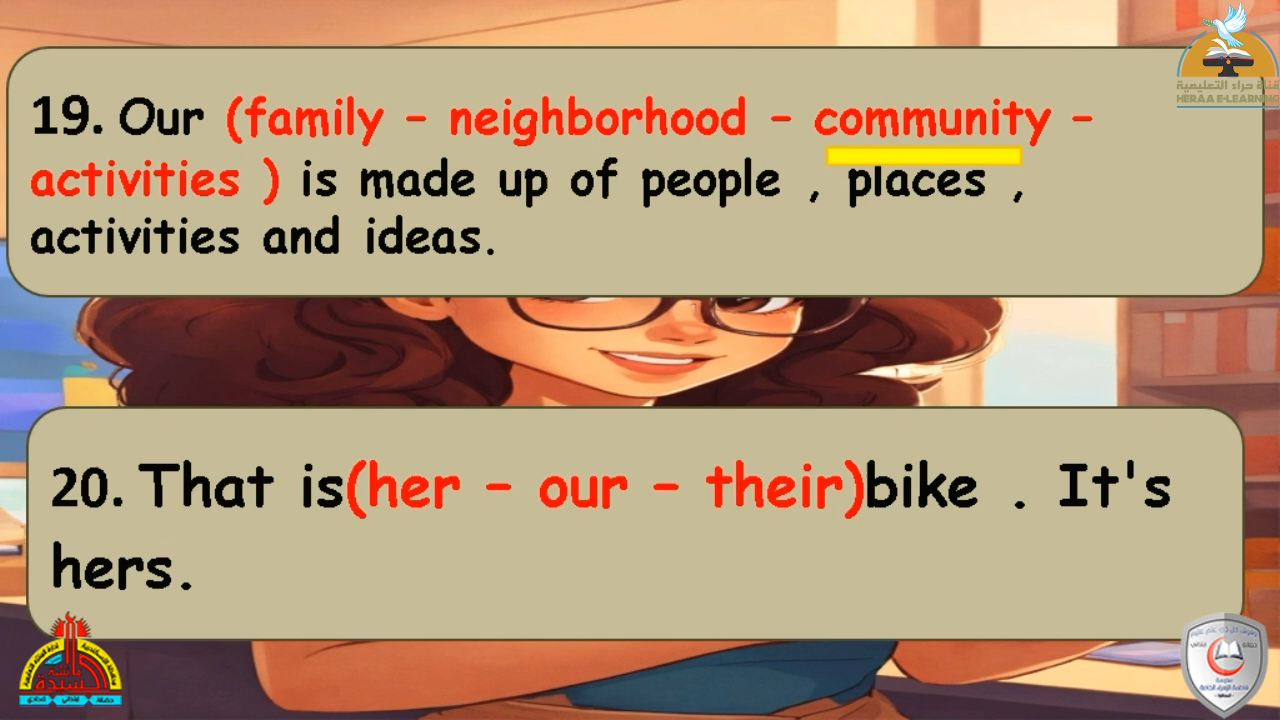 قناة حراء التعليمية
HERAA E-LEARNING
19. Our (family – neighborhood – community –
activities ) is made up of people , places ,
activities and ideas.
20. That is(her – our – their)bike . It's
hers.